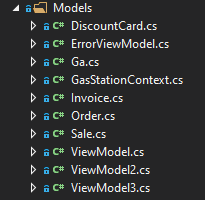 Models
C# DiscountCard.cs
C# ErrorViewModel.cs
C# Ga.cs
C# GasStationContext.cs
C# Invoice.cs
C# Order.cs
C# Sale.cs
C# ViewModel.cs
C# ViewModel2.cs
C# ViewModel3.cs